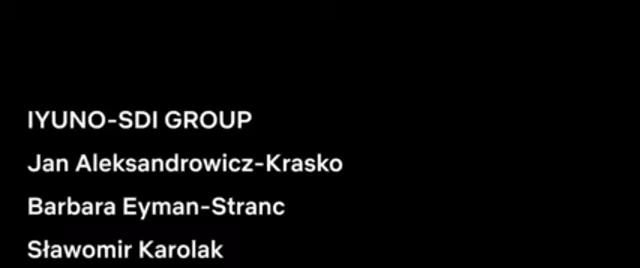 IYUNO-SDI GROUP
Jan Aleksandrowicz-Krasko
Barbara Eyman-Stranc
Sławomir Karolak